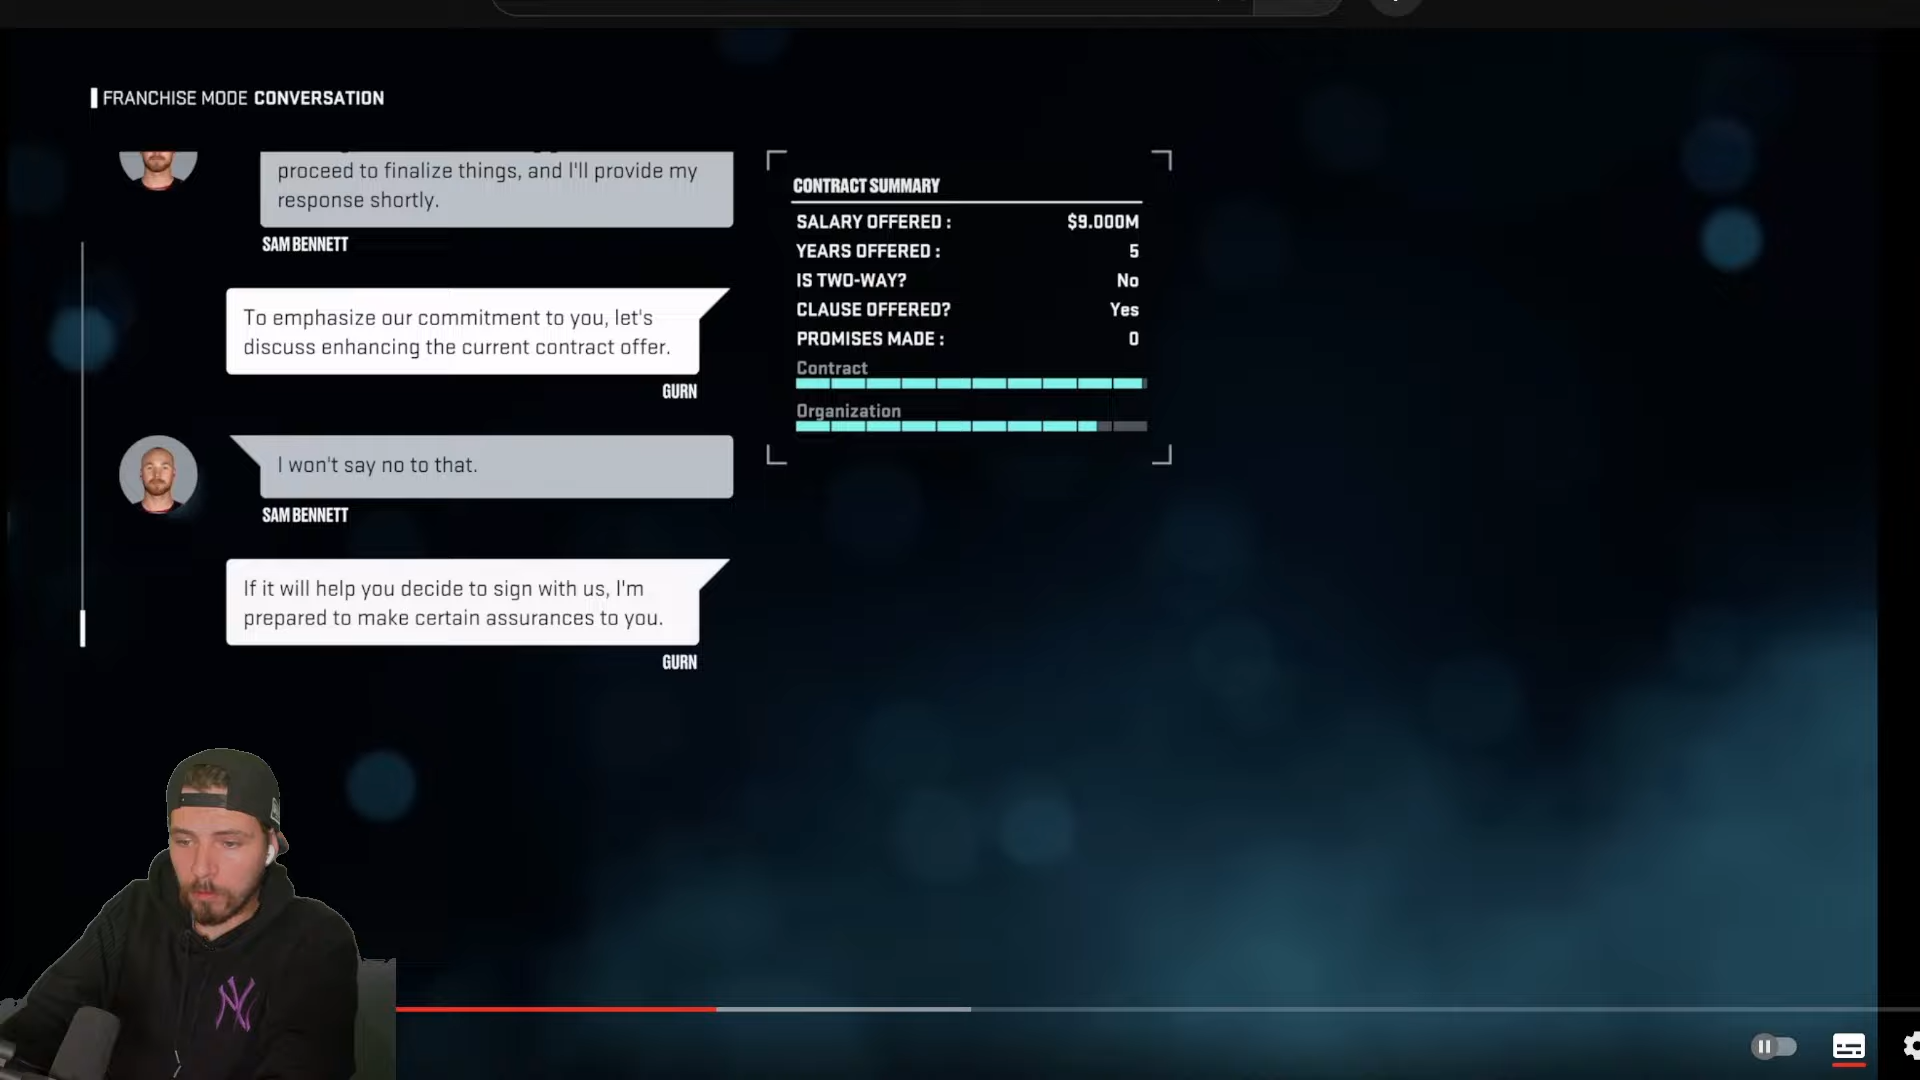 FRANCHISE MODE CONVERSATION
proceed to finalize things, and I'll provide my
response shortly.
SAM BENNETT
To emphasize our commitment to you, let's
discuss enhancing the current contract offer.
GURN
I won't say no to that.
SAM BENNETT
If it will help you decide to sign with us, I'm
prepared to make certain assurances to you.
GURN
CONTRACT SUMMARY
SALARY OFFERED : $9.000M
YEARS OFFERED : 5
IS TWO-WAY? No
CLAUSE OFFERED? Yes
PROMISES MADE : 0
Contract
Organization
NY